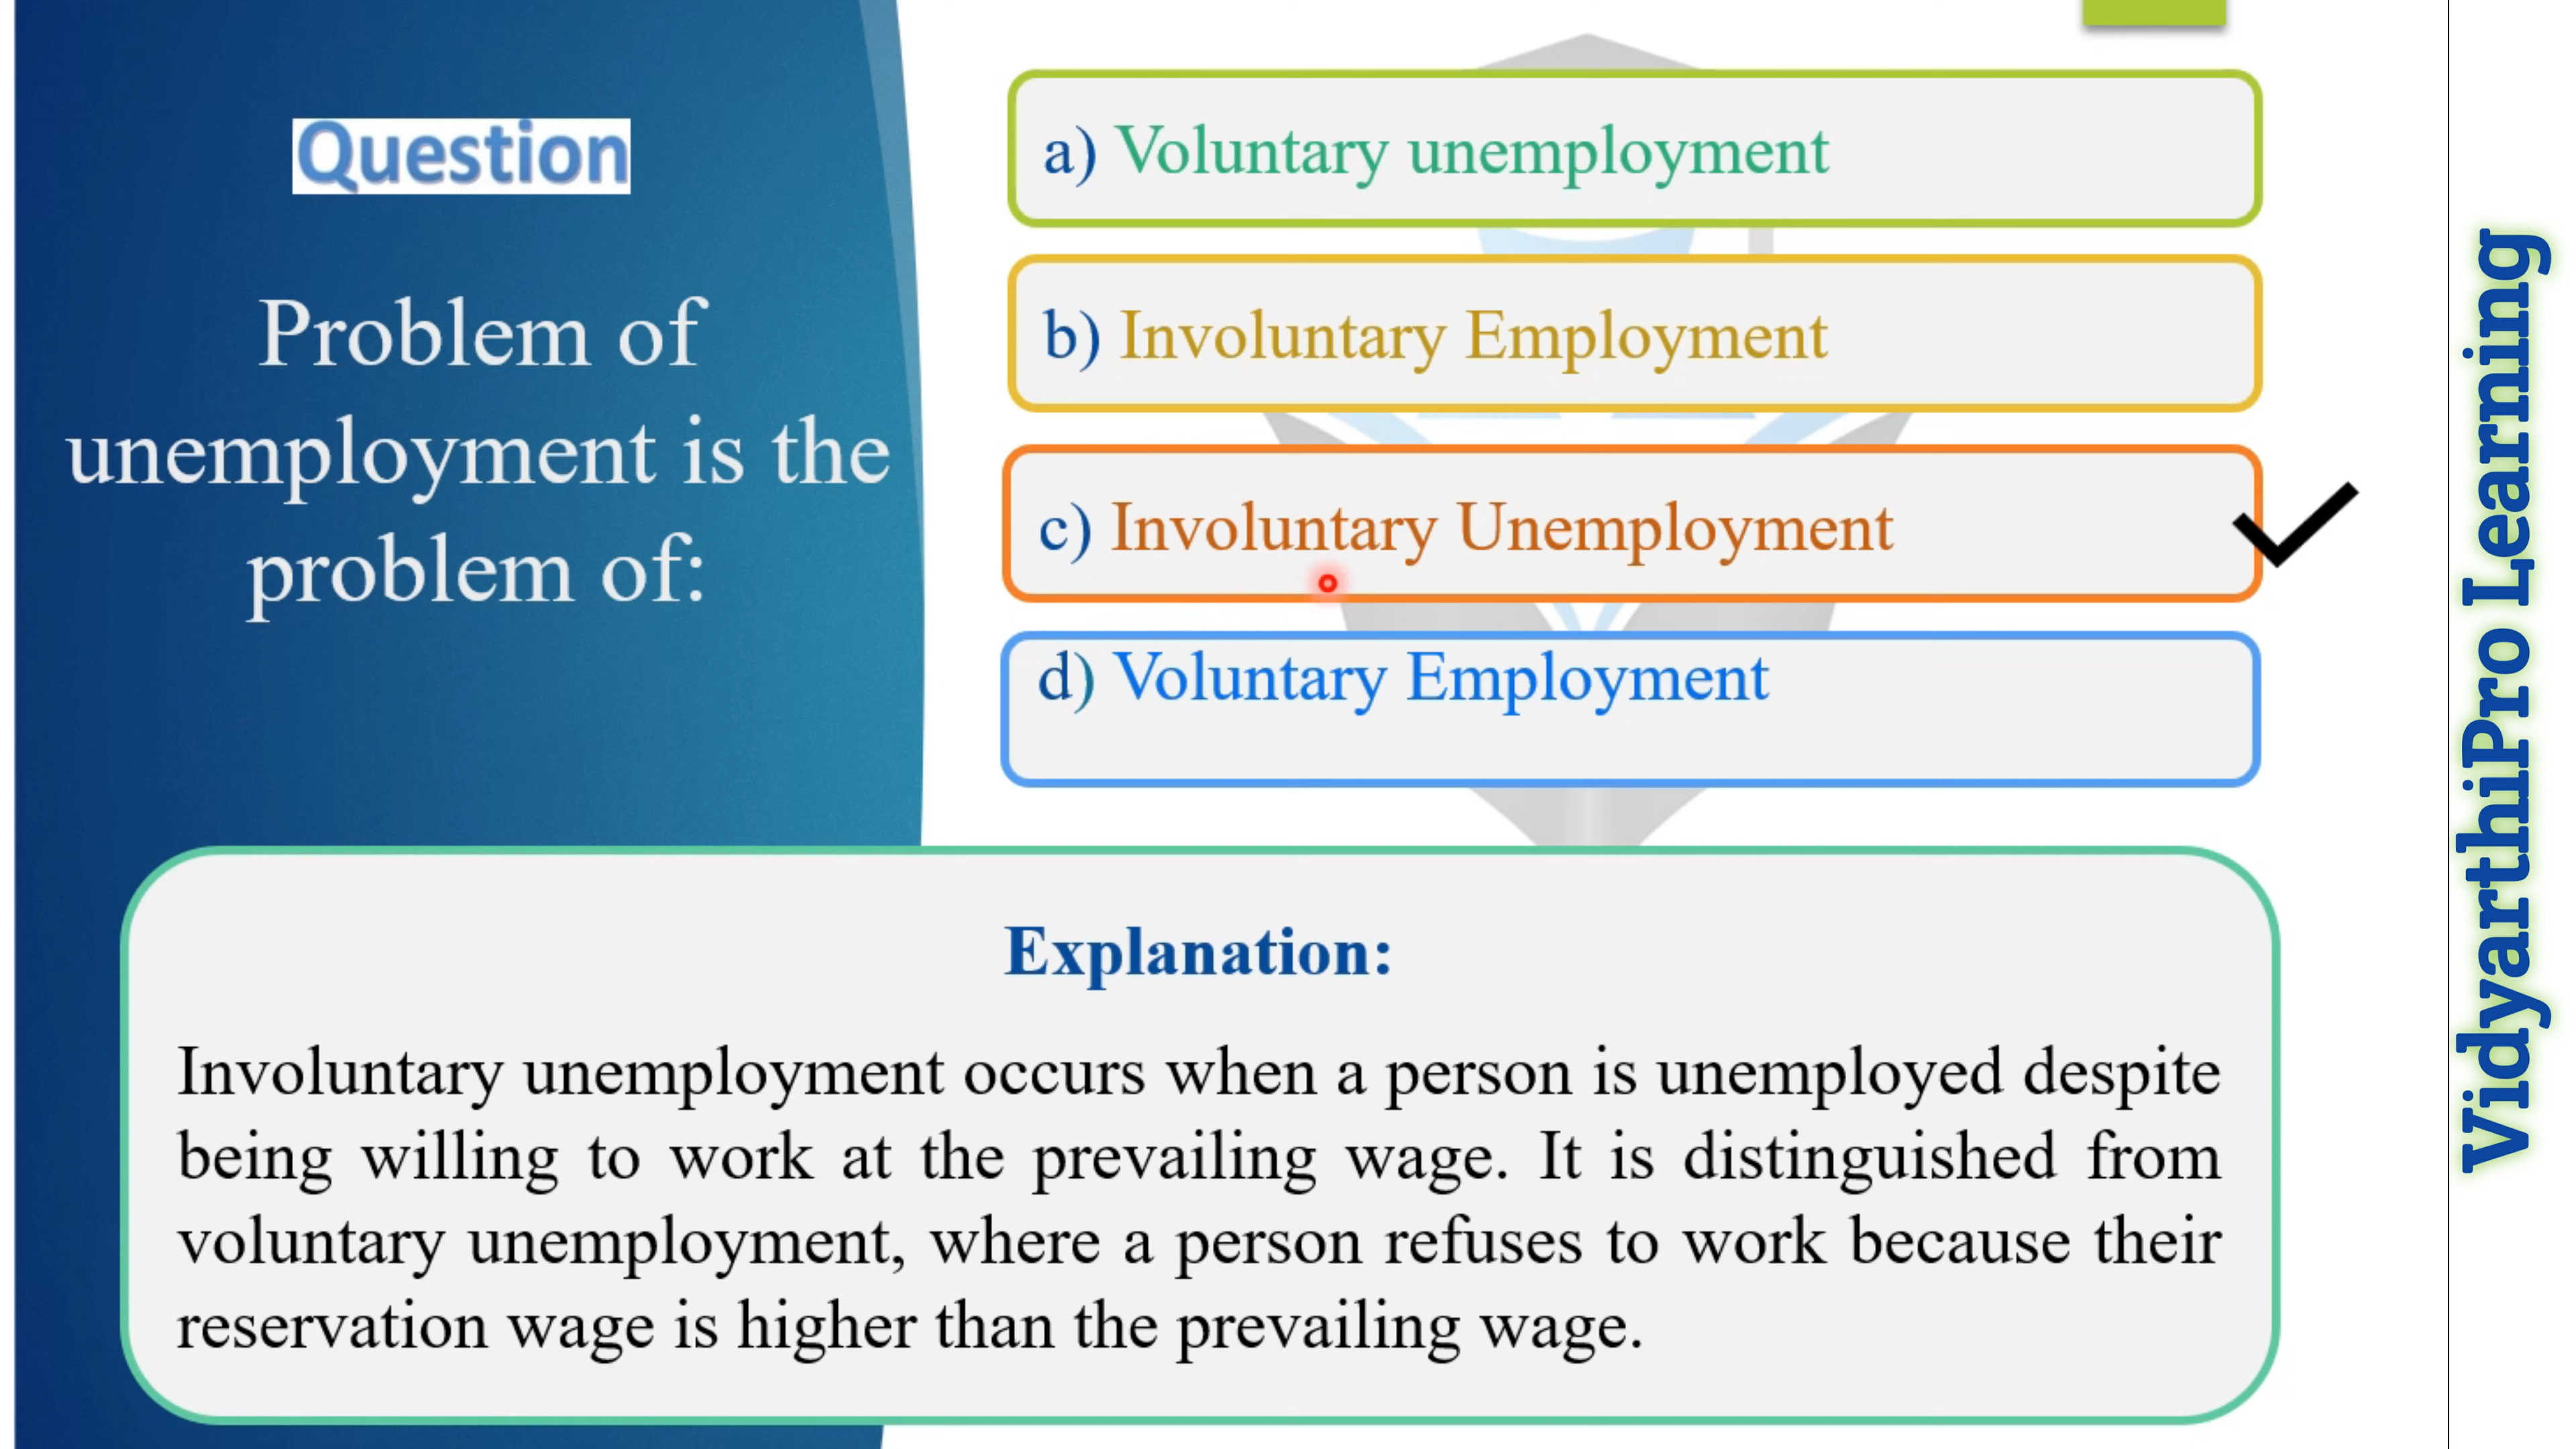 Question
Problem of
unemployment is the
problem of:
a) Voluntary unemployment
b) Involuntary Employment
c) Involuntary Unemployment
d) Voluntary Employment
Explanation:
Involuntary unemployment occurs when a person is unemployed despite
being willing to work at the prevailing wage. It is distinguished from
voluntary unemployment, where a person refuses to work because their
reservation wage is higher than the prevailing wage.
VidyarthiPro Learning